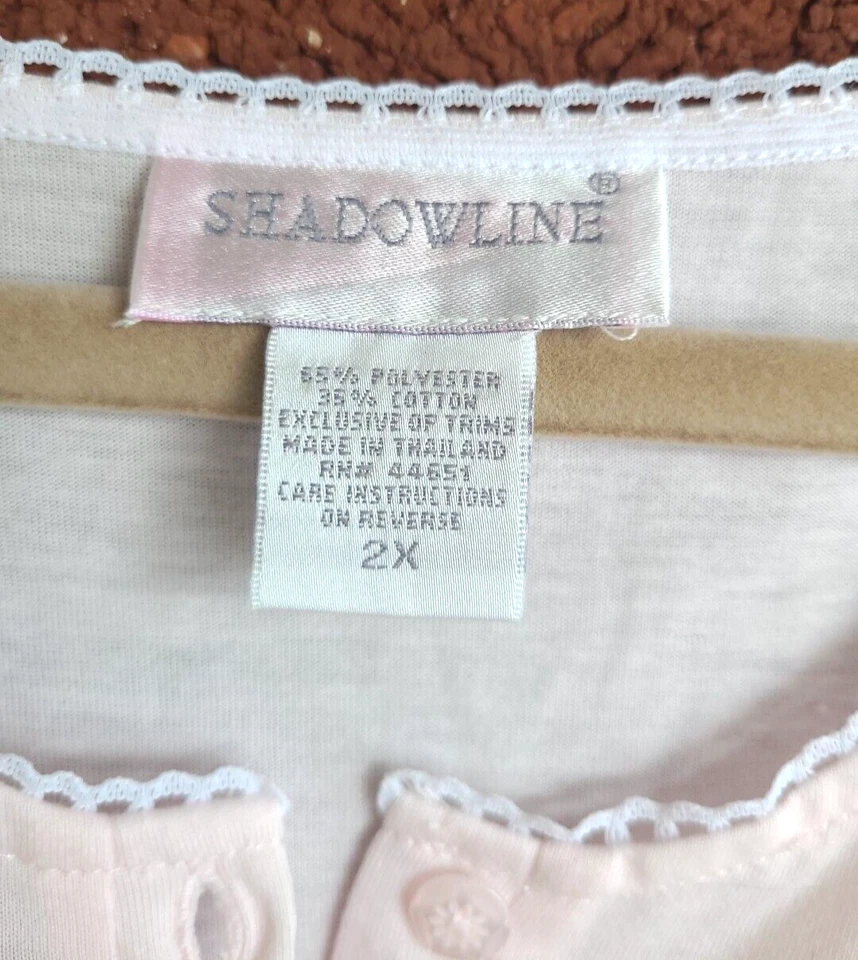 SHADOWLINE ®
65% POLYESTER
35% COTTON
EXCLUSIVE OF TRIMS
MADE IN THAILAND
RN# 44651
CARE INSTRUCTIONS
ON REVERSE
2X